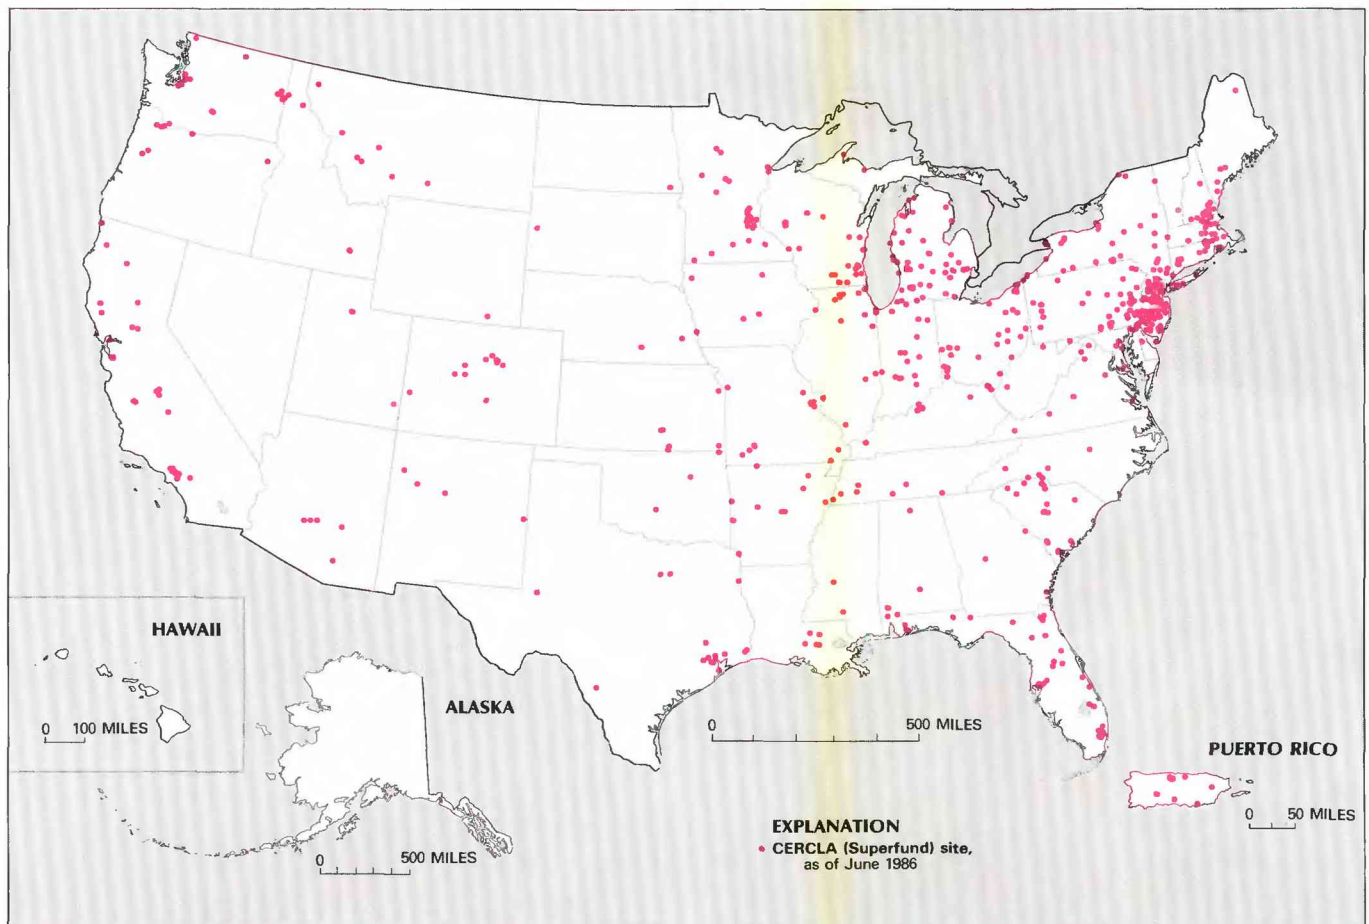 HAWAII
0 100 MILES
ALASKA
0 500 MILES
0 500 MILES
PUERTO RICO
0 50 MILES
EXPLANATION
CERCLA (Superfund) site,
as of June 1986